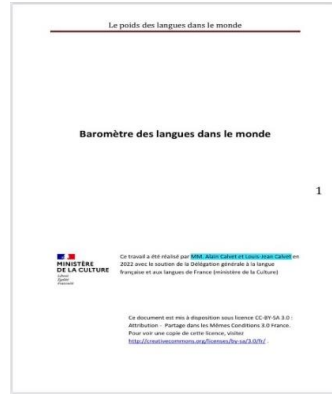 Le poids des langues dans le monde
Baromètre des langues dans le monde
1
MINISTÈRE
DE LA CULTURE
Liberté
Égalité
Fraternité
Ce travail a été réalisé par MM. Alain Calvet et Louis-Jean Calvet en
2022 avec le soutien de la Délégation générale à la langue
française et aux langues de France (ministère de la Culture)
Ce document est mis à disposition sous licence CC-BY-SA 3.0 :
Attribution - Partage dans les Mêmes Conditions 3.0 France.
Pour voir une copie de cette licence, visitez
http://creativecommons.org/licenses/by-sa/3.0/fr/ .